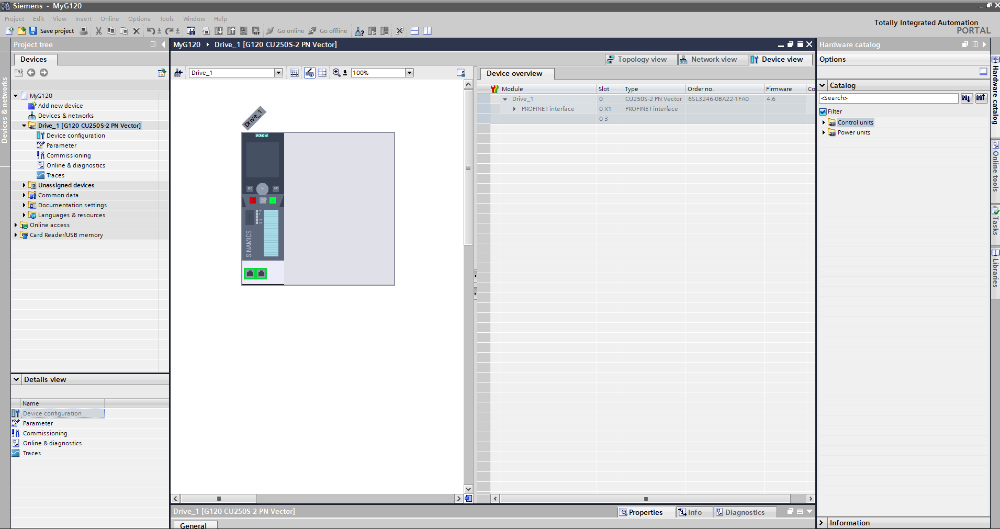 TIA V13 Siemens - MyG120
Project Edit View Insert Online Options Tools Window Help
Save project Go online Go offline
Totally Integrated Automation
PORTAL
Project tree
MyG120 Drive_1 [G120 CU250S-2 PN Vector]
Hardware catalog
Devices
Topology view Network view Device view
Options
Drive_1 100%
Device overview
Catalog
Module Slot Type Order no. Firmware Co
<Search>
Drive_1 0 CU250S-2 PN Vector 6SL3246-0BA22-1FA0 4.6
PROFINET interface 0 X1 PROFINET interface
0 3
Filter
Control units
Power units
MyG120
Add new device
Devices & networks
Drive_1 [G120 CU250S-2 PN Vector]
Device configuration
Parameter
Commissioning
Online & diagnostics
Traces
Unassigned devices
Common data
Documentation settings
Languages & resources
Online access
Card Reader/USB memory
Devices & networks
Drive_1
SIEMENS
SINAMICS
Hardware catalog
Online tools
Tasks
Libraries
Details view
Name
Device configuration
Parameter
Commissioning
Online & diagnostics
Traces
Drive_1 [G120 CU250S-2 PN Vector]
Properties Info Diagnostics
General
Information